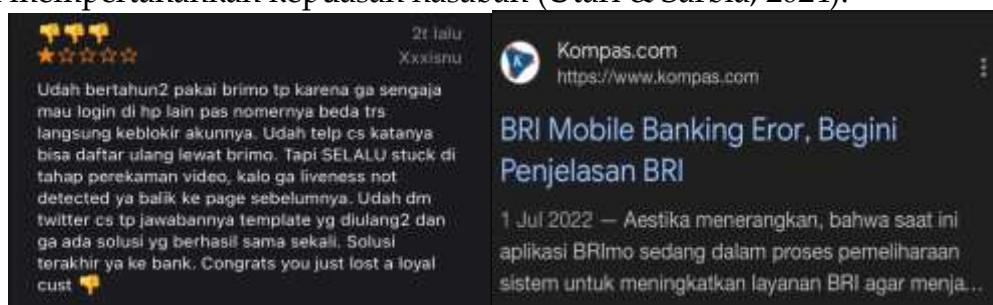 mempertahankan kepuasan nasabah (Utari & Sarbia, 2024).
2t lalu
Xxxisnu
Udah bertahun2 pakai brimo tp karena ga sengaja
mau login di hp lain pas nomernya beda trs
langsung keblokir akunnya. Udah telp cs katanya
bisa daftar ulang lewat brimo. Tapi SELALU stuck di
tahap perekaman video, kalo ga liveness not
detected ya balik ke page sebelumnya. Udah dm
twitter cs tp jawabannya template yg diulang2 dan
ga ada solusi yg berhasil sama sekali. Solusi
terakhir ya ke bank. Congrats you just lost a loyal
cust 👎
Kompas.com
https://www.kompas.com
BRI Mobile Banking Eror, Begini
Penjelasan BRI
1 Jul 2022 — Aestika menerangkan, bahwa saat ini
aplikasi BRImo sedang dalam proses pemeliharaan
sistem untuk meningkatkan layanan BRI agar menja...